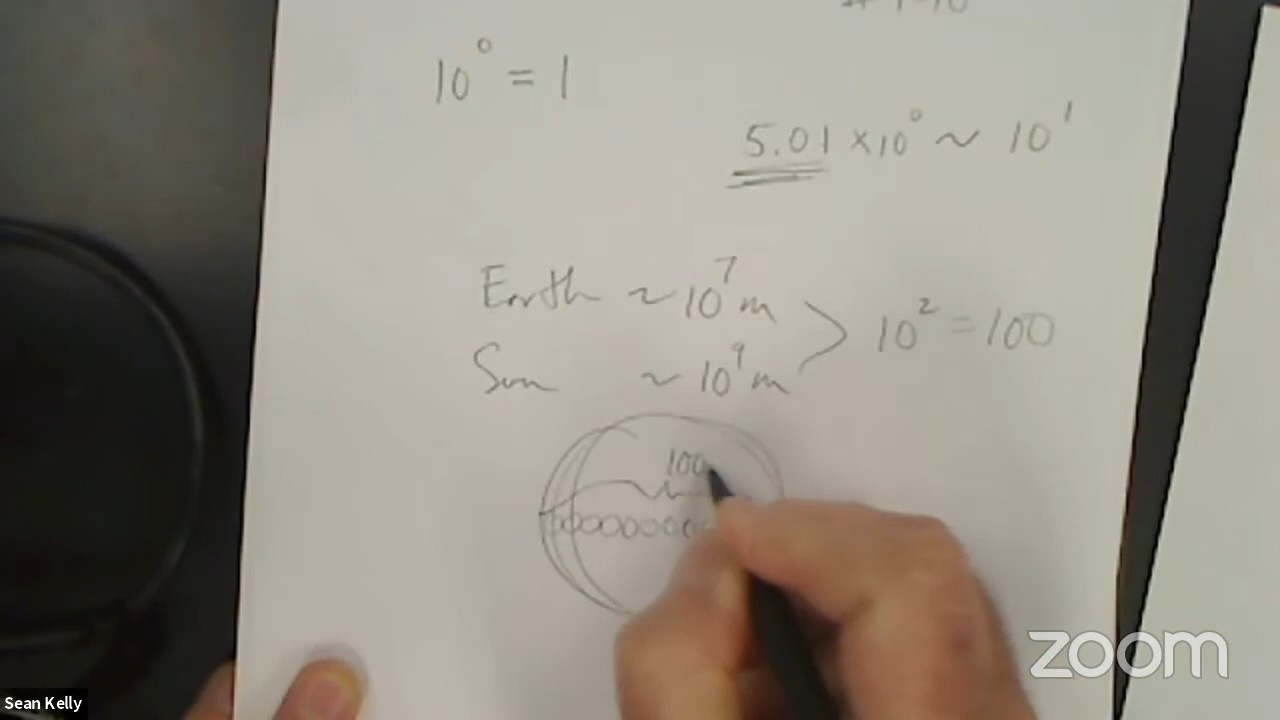 10⁰ = 1
5.01 × 10⁰ ~ 10¹
Earth ~ 10⁷ m
Sun ~ 10⁹ m
10² = 100
100
zoom
Sean Kelly